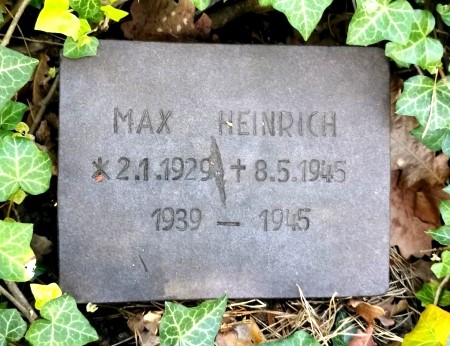 MAX HEINRICH
* 2.1.1929 † 8.5.1945
1939 – 1945